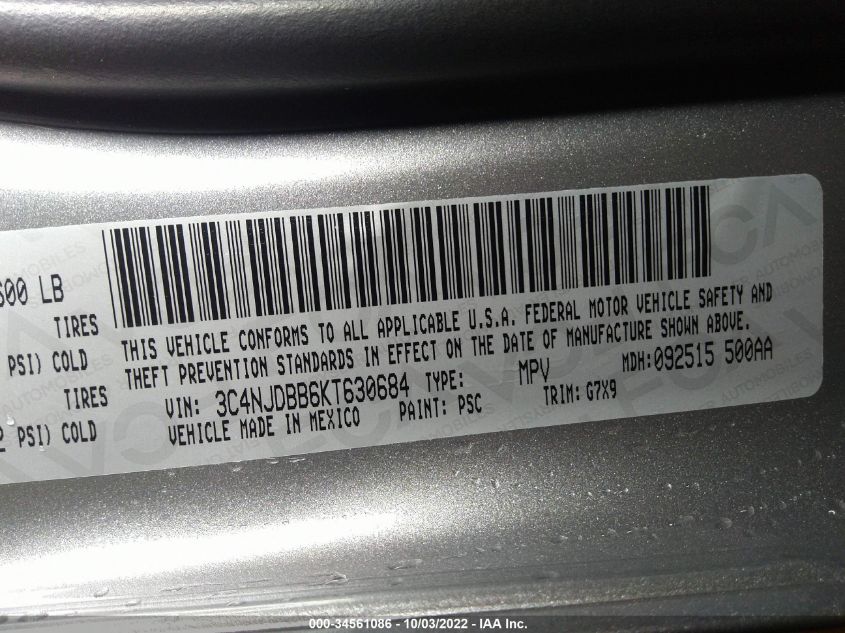 600 LB
TIRES
PSI) COLD
TIRES
PSI) COLD
THIS VEHICLE CONFORMS TO ALL APPLICABLE U.S.A. FEDERAL MOTOR VEHICLE SAFETY AND
THEFT PREVENTION STANDARDS IN EFFECT ON THE DATE OF MANUFACTURE SHOWN ABOVE.
VIN: 3C4NJDBB6KT630684 TYPE: MPV MDH:092515 500AA
VEHICLE MADE IN MEXICO PAINT: PSC TRIM: G7X9
000-34561086 - 10/03/2022 - IAA Inc.